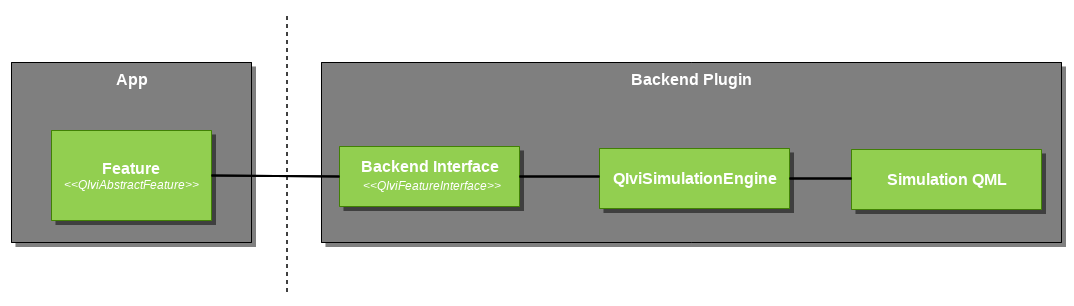 App
Backend Plugin
Feature
<<QIviAbstractFeature>>
Backend Interface
<<QIviFeatureInterface>>
QIviSimulationEngine
Simulation QML